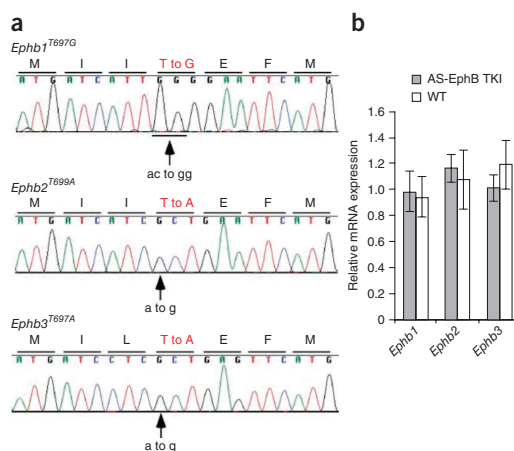 a
Ephb1T697G
M I I T to G E F M
A T G A T C A T T G G G G A A T T C A T G
ac to gg
Ephb2T699A
M I I T to A E F M
A T G A T C A T C G C T G A A T T C A T G
a to g
Ephb3T697A
M I L T to A E F M
A T G A T C C T C G C T G A G T T C A T G
a to g
b
AS-EphB TKI
WT
Relative mRNA expression
1.6
1.4
1.2
1.0
0.8
0.6
0.4
0.2
0
Ephb1 Ephb2 Ephb3